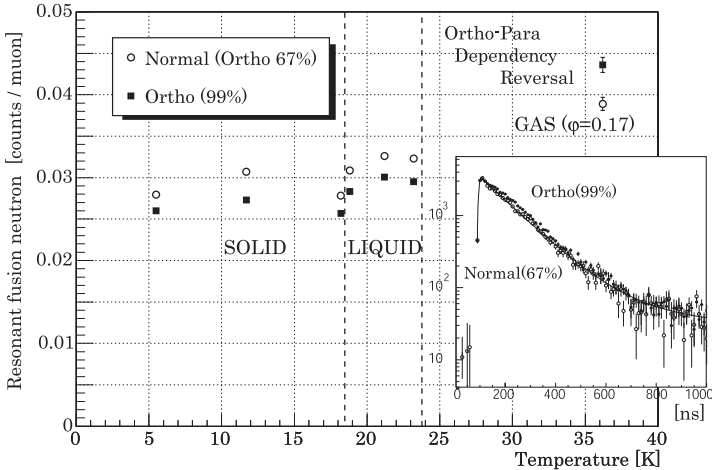 0.05
Ortho-Para
Dependency
Reversal
Normal (Ortho 67%)
Ortho (99%)
0.04
GAS (φ=0.17)
0.03
Ortho(99%)
10³
SOLID
LIQUID
Normal(67%)
0.02
10²
0.01
10
0
200
400
600
800
1000
[ns]
0
0
5
10
15
20
25
30
35
40
Temperature [K]
Resonant fusion neutron [counts / muon]